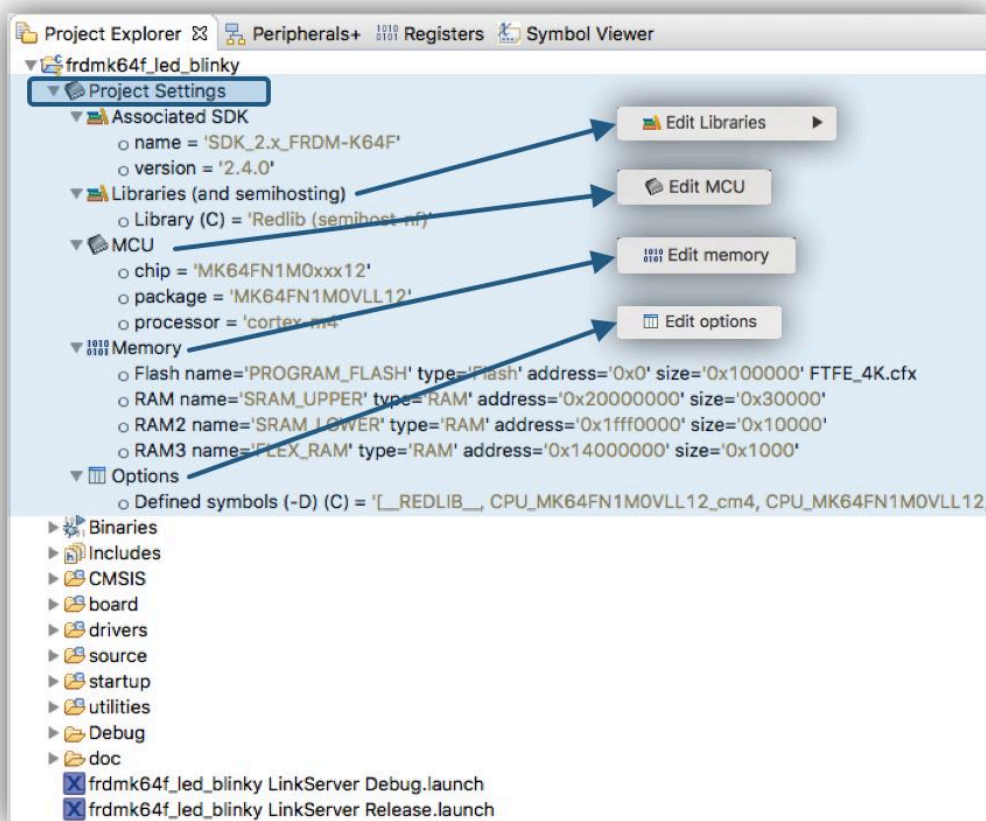 Project Explorer Peripherals+ Registers Symbol Viewer
frdmk64f_led_blinky
Project Settings
Associated SDK
Edit Libraries
name = 'SDK_2.x_FRDM-K64F'
version = '2.4.0'
Libraries (and semihosting)
Edit MCU
Library (C) = 'Redlib (semihost-nf)'
MCU
Edit memory
chip = 'MK64FN1M0xxx12'
package = 'MK64FN1M0VLL12'
processor = 'cortex-m4'
Edit options
Memory
Flash name='PROGRAM_FLASH' type='Flash' address='0x0' size='0x100000' FTFE_4K.cfx
RAM name='SRAM_UPPER' type='RAM' address='0x20000000' size='0x30000'
RAM2 name='SRAM_LOWER' type='RAM' address='0x1fff0000' size='0x10000'
RAM3 name='FLEX_RAM' type='RAM' address='0x14000000' size='0x1000'
Options
Defined symbols (-D) (C) = '[__REDLIB__, CPU_MK64FN1M0VLL12_cm4, CPU_MK64FN1M0VLL12,
Binaries
Includes
CMSIS
board
drivers
source
startup
utilities
Debug
doc
frdmk64f_led_blinky LinkServer Debug.launch
frdmk64f_led_blinky LinkServer Release.launch